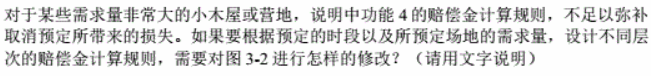 对于某些需求量非常大的小木屋或营地，说明中功能 4 的赔偿金计算规则，不足以弥补
取消预定所带来的损失。如果要根据预定的时段以及所预定场地的需求量，设计不同层
次的赔偿金计算规则，需要对图 3-2 进行怎样的修改？（请用文字说明）